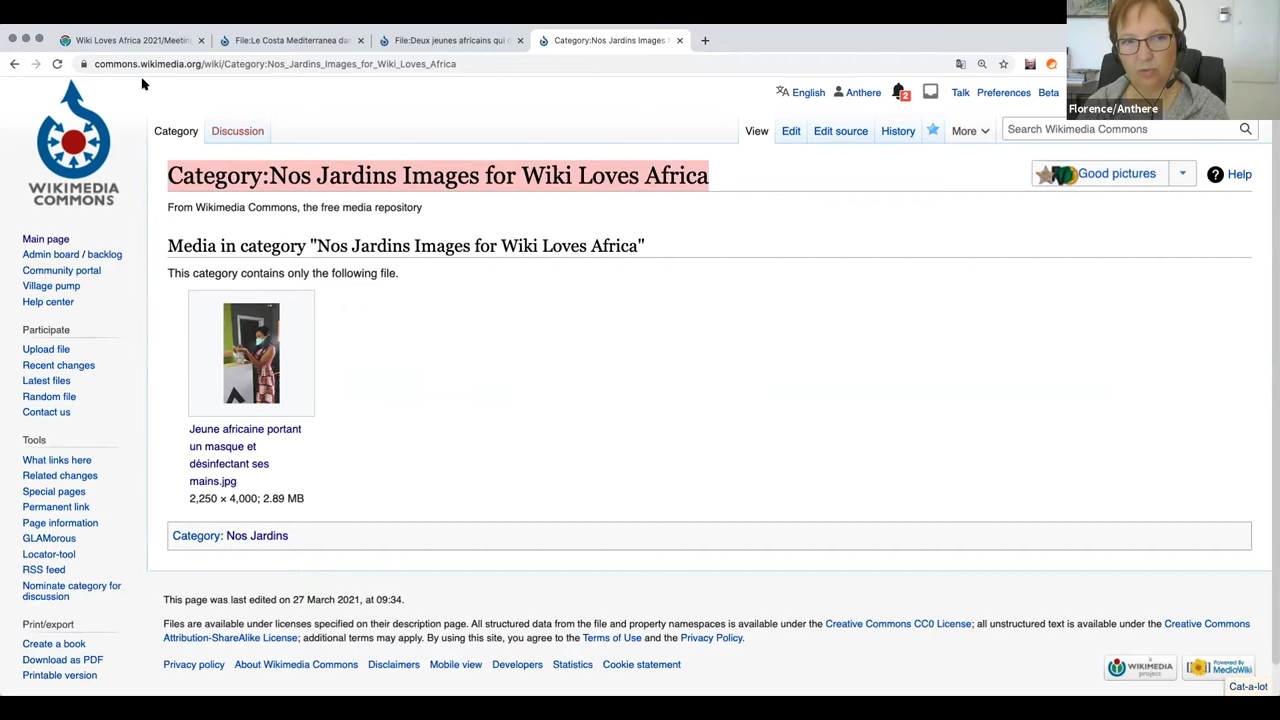 Wiki Loves Africa 2021/Meeting
File:Le Costa Mediterranea da
File:Deux jeunes africains qui d
Category:Nos Jardins Images f
commons.wikimedia.org/wiki/Category:Nos_Jardins_Images_for_Wiki_Loves_Africa
Florence/Anthere
English
Anthere
2
Talk
Preferences
Beta
Category
Discussion
View
Edit
Edit source
History
More
Search Wikimedia Commons
WIKIMEDIA
COMMONS
Category:Nos Jardins Images for Wiki Loves Africa
Good pictures
Help
From Wikimedia Commons, the free media repository
Media in category "Nos Jardins Images for Wiki Loves Africa"
This category contains only the following file.
Jeune africaine portant
un masque et
désinfectant ses
mains.jpg
2,250 × 4,000; 2.89 MB
Category: Nos Jardins
Main page
Admin board / backlog
Community portal
Village pump
Help center
Participate
Upload file
Recent changes
Latest files
Random file
Contact us
Tools
What links here
Related changes
Special pages
Permanent link
Page information
GLAMorous
Locator-tool
RSS feed
Nominate category for
discussion
Print/export
Create a book
Download as PDF
Printable version
This page was last edited on 27 March 2021, at 09:34.
Files are available under licenses specified on their description page. All structured data from the file and property namespaces is available under the Creative Commons CC0 License; all unstructured text is available under the Creative Commons
Attribution-ShareAlike License; additional terms may apply. By using this site, you agree to the Terms of Use and the Privacy Policy.
Privacy policy
About Wikimedia Commons
Disclaimers
Mobile view
Developers
Statistics
Cookie statement
A
WIKIMEDIA
project
Powered By
MediaWiki
Cat-a-lot